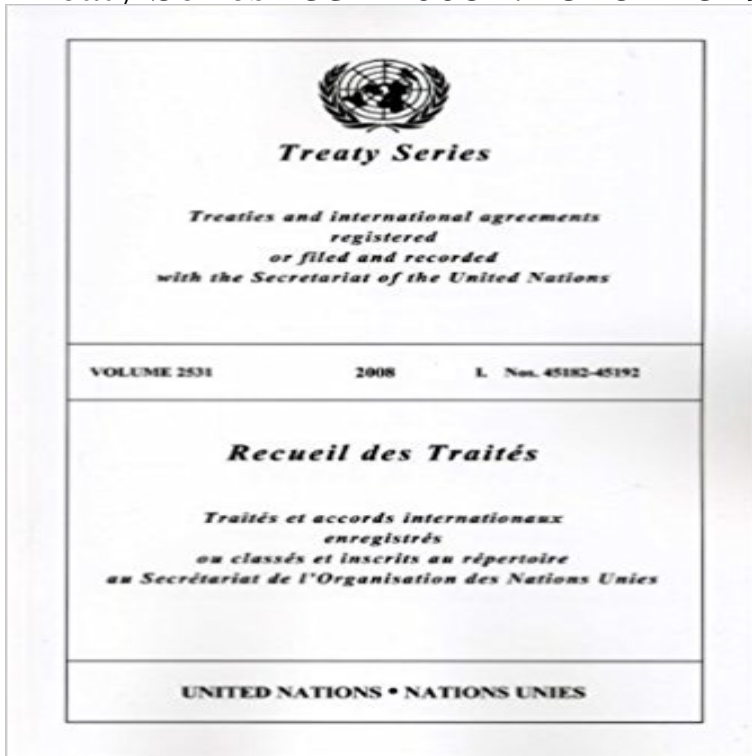 Treaty Series
Treaties and international agreements
registered
or filed and recorded
with the Secretariat of the United Nations
VOLUME 2531 2008 I. Nos. 45182-45192
Recueil des Traités
Traités et accords internationaux
enregistrés
ou classés et inscrits au répertoire
au Secrétariat de l'Organisation des Nations Unies
UNITED NATIONS • NATIONS UNIES